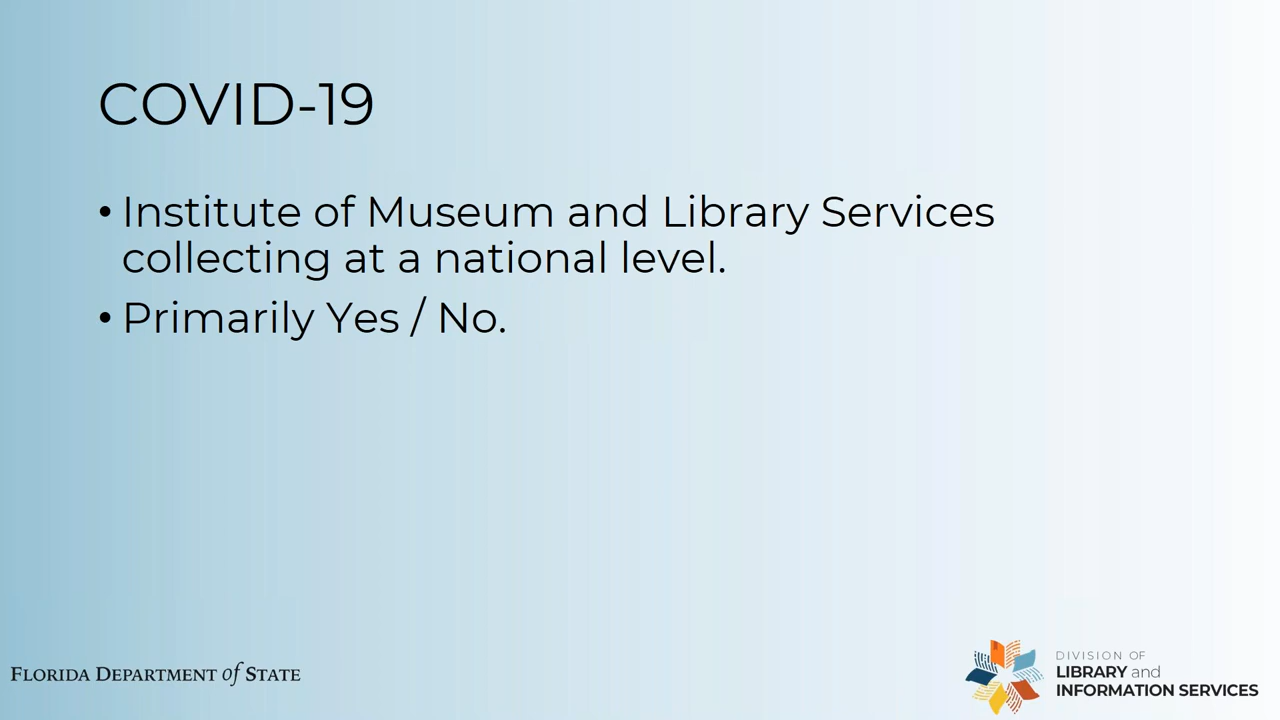 COVID-19
• Institute of Museum and Library Services
collecting at a national level.
• Primarily Yes / No.
FLORIDA DEPARTMENT of STATE
DIVISION OF
LIBRARY and
INFORMATION SERVICES